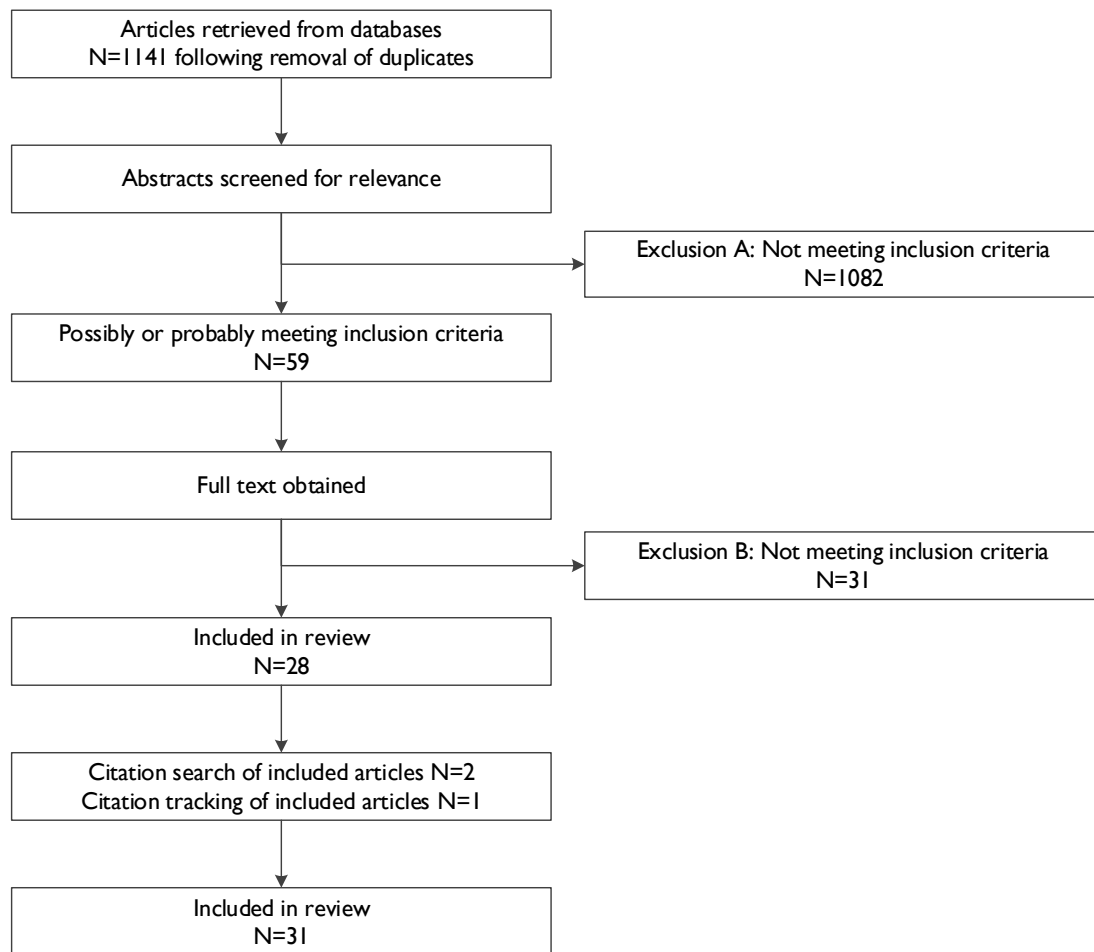 Articles retrieved from databases
N=1141 following removal of duplicates
Abstracts screened for relevance
Exclusion A: Not meeting inclusion criteria
N=1082
Possibly or probably meeting inclusion criteria
N=59
Full text obtained
Exclusion B: Not meeting inclusion criteria
N=31
Included in review
N=28
Citation search of included articles N=2
Citation tracking of included articles N=1
Included in review
N=31